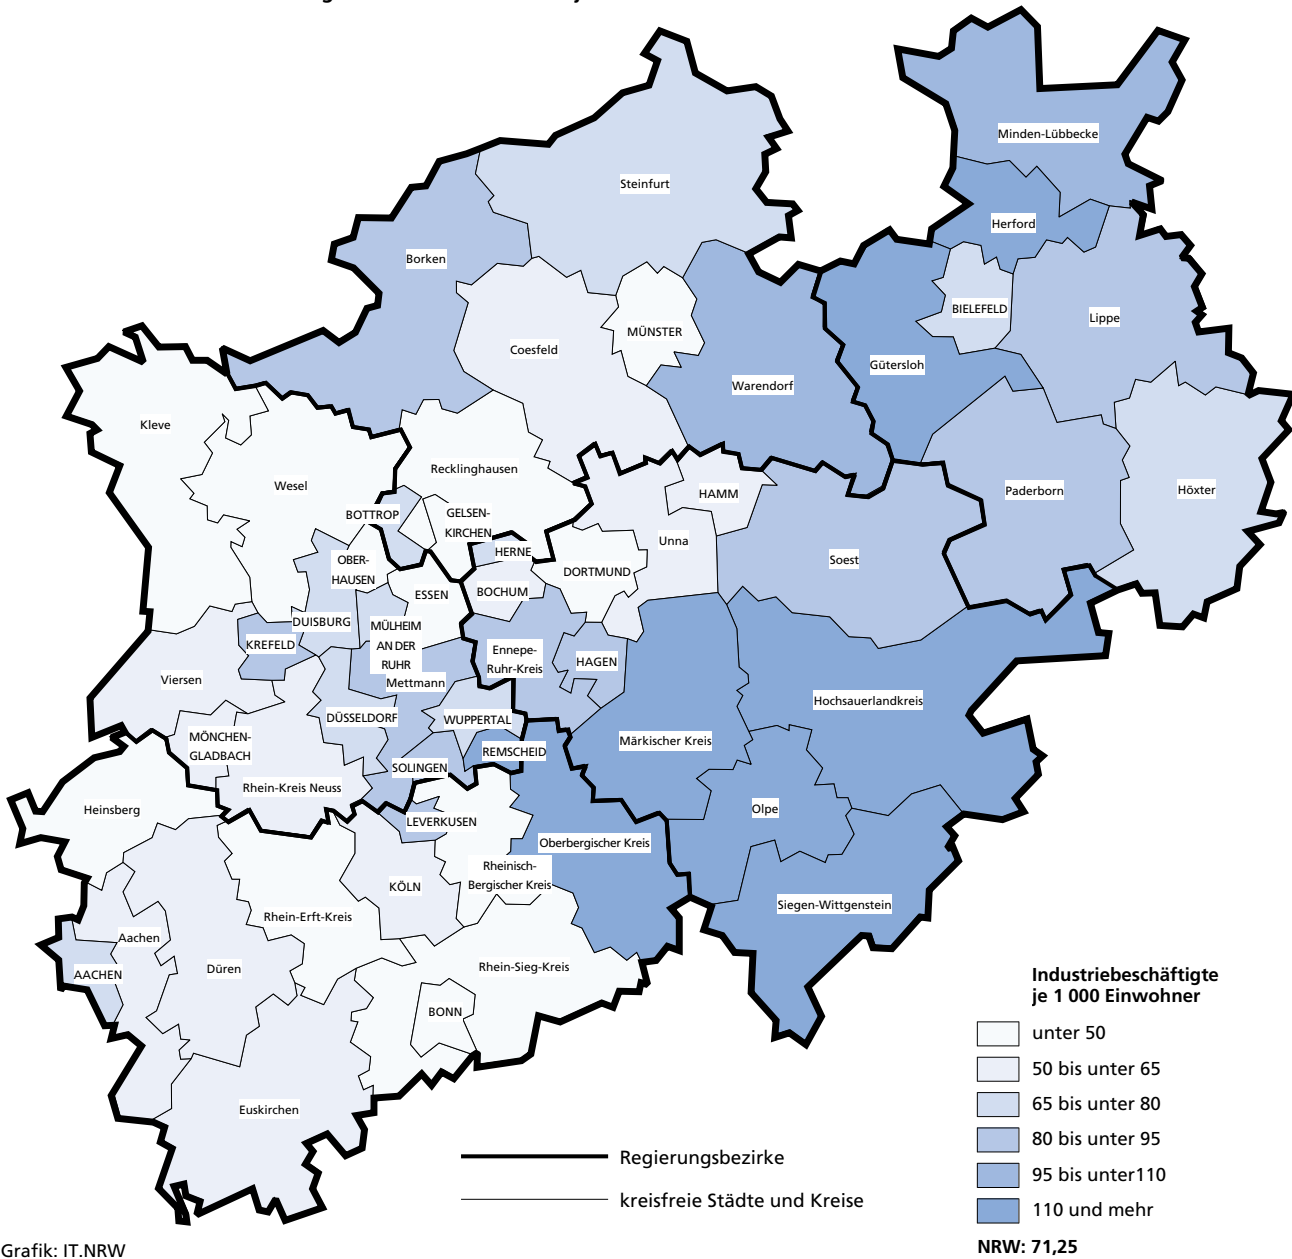 Minden-Lübbecke
Steinfurt
Herford
Borken
BIELEFELD
Lippe
MÜNSTER
Coesfeld
Gütersloh
Warendorf
Kleve
Recklinghausen
Wesel
Paderborn
Höxter
HAMM
BOTTROP
GELSEN-
KIRCHEN
Unna
HERNE
Soest
OBER-
HAUSEN
DORTMUND
ESSEN
BOCHUM
DUISBURG
MÜLHEIM
AN DER
RUHR
KREFELD
Ennepe-
Ruhr-Kreis
HAGEN
Viersen
Mettmann
Hochsauerlandkreis
DÜSSELDORF
WUPPERTAL
MÖNCHEN-
GLADBACH
Märkischer Kreis
REMSCHEID
SOLINGEN
Rhein-Kreis Neuss
Heinsberg
Olpe
LEVERKUSEN
Oberbergischer Kreis
Rheinisch-
Bergischer Kreis
KÖLN
Siegen-Wittgenstein
Rhein-Erft-Kreis
Aachen
Rhein-Sieg-Kreis
Düren
AACHEN
BONN
Euskirchen
Industriebeschäftigte
je 1 000 Einwohner
unter 50
50 bis unter 65
65 bis unter 80
80 bis unter 95
95 bis unter110
110 und mehr
NRW: 71,25
Regierungsbezirke
kreisfreie Städte und Kreise
Grafik: IT.NRW